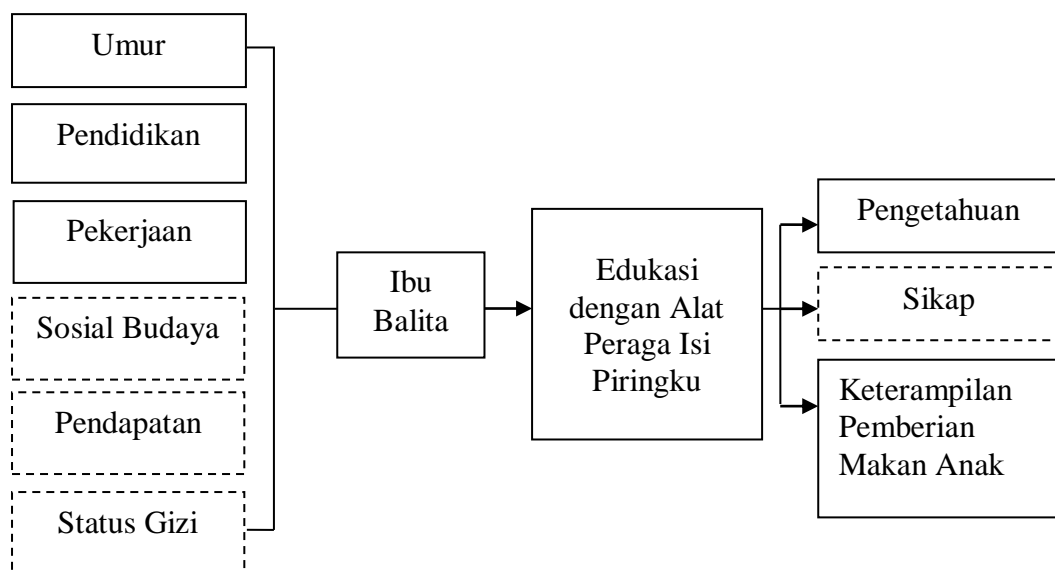 Umur
Pendidikan
Pekerjaan
Sosial Budaya
Pendapatan
Status Gizi
Ibu
Balita
Edukasi
dengan Alat
Peraga Isi
Piringku
Pengetahuan
Sikap
Keterampilan
Pemberian
Makan Anak